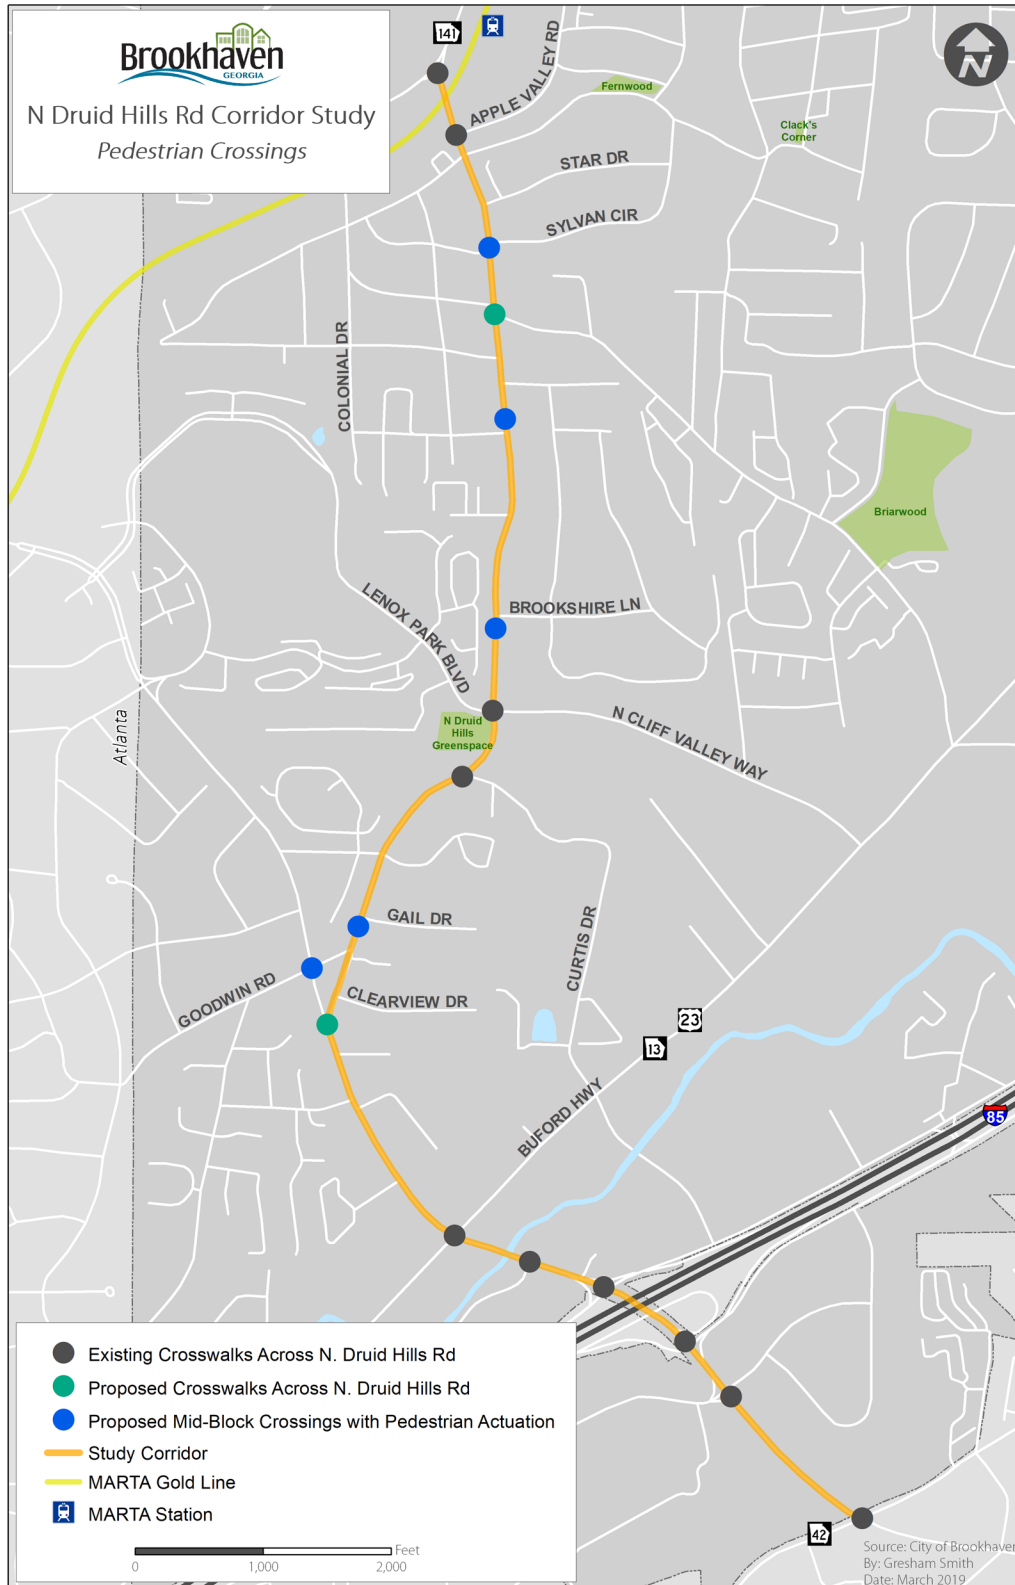 Brookhaven
GEORGIA
N Druid Hills Rd Corridor Study
Pedestrian Crossings
141
N
APPLE VALLEY RD
Fernwood
Clack's
Corner
STAR DR
SYLVAN CIR
COLONIAL DR
Briarwood
LENOX PARK BLVD
BROOKSHIRE LN
N Druid
Hills
Greenspace
N CLIFF VALLEY WAY
Atlanta
GAIL DR
CURTIS DR
GOODWIN RD
CLEARVIEW DR
23
13
BUFORD HWY
85
Existing Crosswalks Across N. Druid Hills Rd
Proposed Crosswalks Across N. Druid Hills Rd
Proposed Mid-Block Crossings with Pedestrian Actuation
Study Corridor
MARTA Gold Line
MARTA Station
Feet
0 1,000 2,000
42
Source: City of Brookhaven
By: Gresham Smith
Date: March 2019